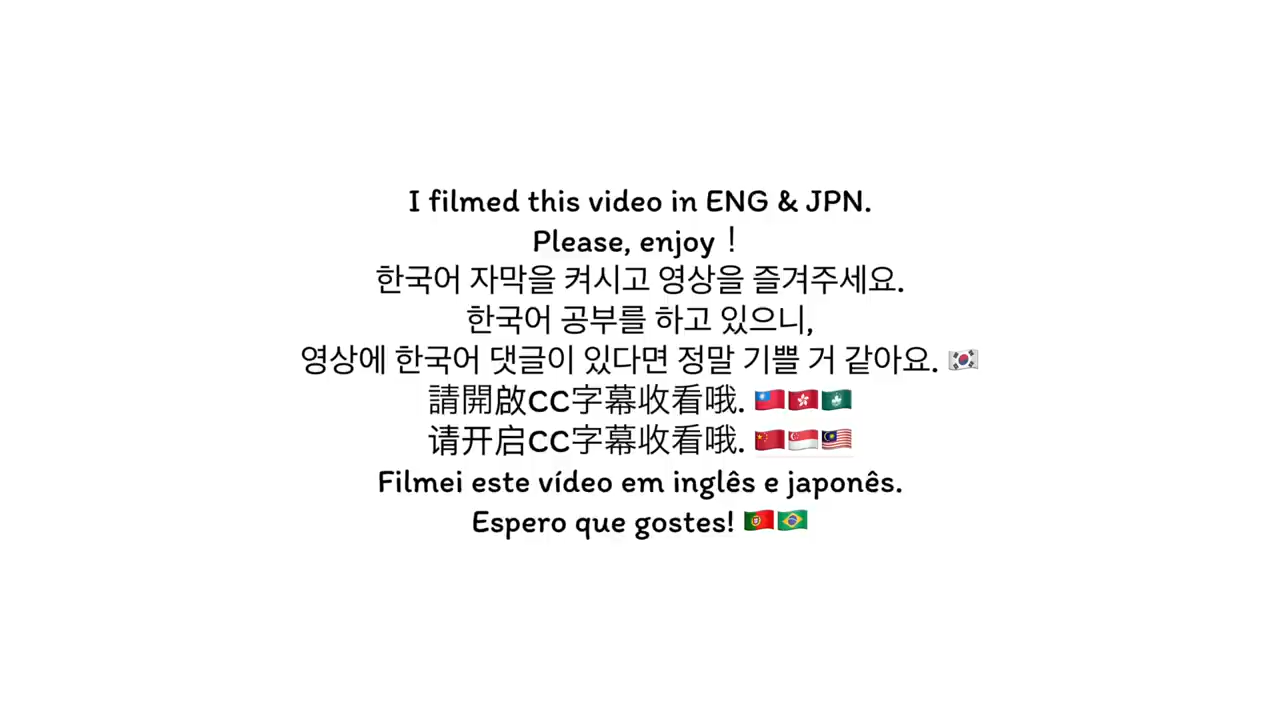 I filmed this video in ENG & JPN.
Please, enjoy！
한국어 자막을 켜시고 영상을 즐겨주세요.
한국어 공부를 하고 있으니,
영상에 한국어 댓글이 있다면 정말 기쁠 거 같아요. 🇰🇷
請開啟CC字幕收看哦. 🇹🇼🇭🇰🇲🇴
请开启CC字幕收看哦. 🇨🇳🇸🇬🇲🇾
Filmei este vídeo em inglês e japonês.
Espero que gostes! 🇵🇹🇧🇷